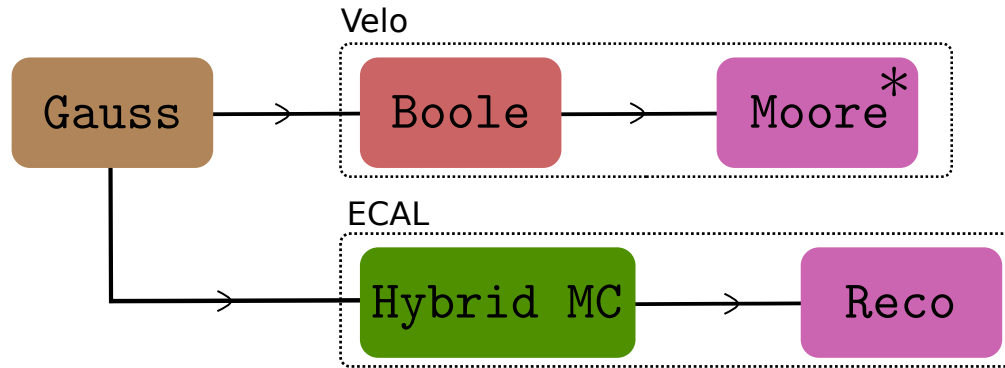 Velo
Gauss
Boole
Moore*
ECAL
Hybrid MC
Reco